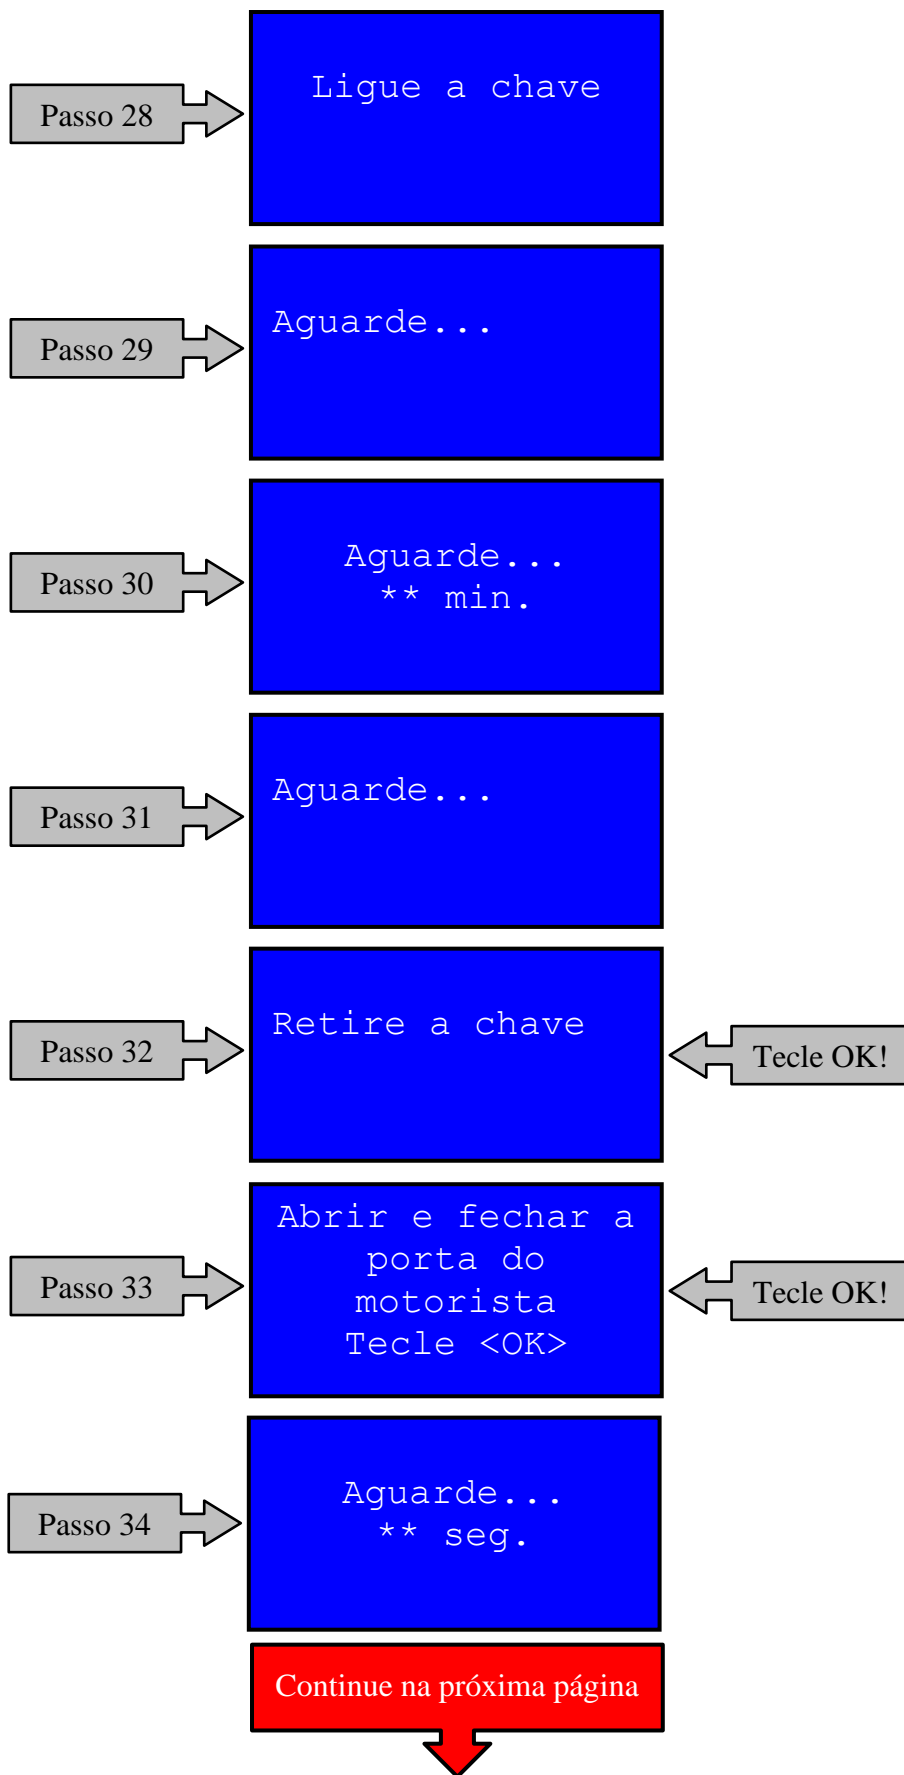 Passo 28
Ligue a chave
Passo 29
Aguarde...
Passo 30
Aguarde...
** min.
Passo 31
Aguarde...
Passo 32
Retire a chave
Tecle OK!
Passo 33
Abrir e fechar a
porta do
motorista
Tecle <OK>
Tecle OK!
Passo 34
Aguarde...
** seg.
Continue na próxima página